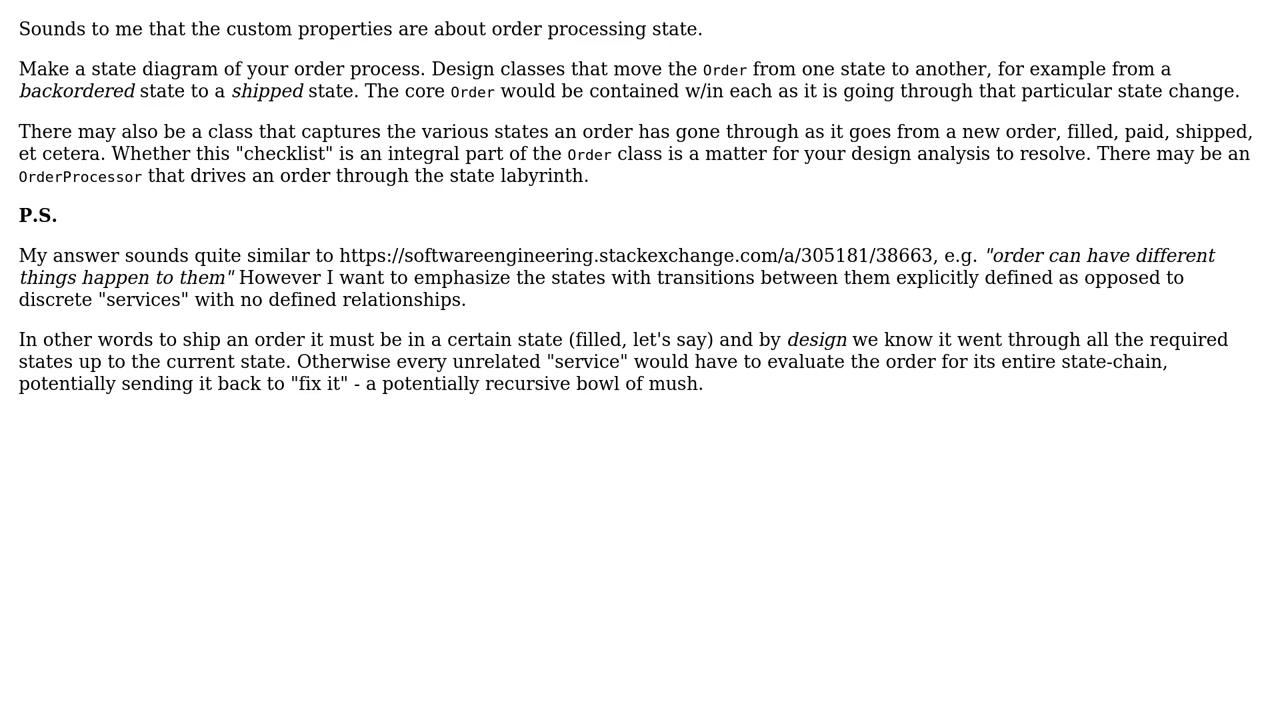 Sounds to me that the custom properties are about order processing state.
Make a state diagram of your order process. Design classes that move the Order from one state to another, for example from a
backordered state to a shipped state. The core Order would be contained w/in each as it is going through that particular state change.
There may also be a class that captures the various states an order has gone through as it goes from a new order, filled, paid, shipped,
et cetera. Whether this "checklist" is an integral part of the Order class is a matter for your design analysis to resolve. There may be an
OrderProcessor that drives an order through the state labyrinth.
P.S.
My answer sounds quite similar to https://softwareengineering.stackexchange.com/a/305181/38663, e.g. "order can have different
things happen to them" However I want to emphasize the states with transitions between them explicitly defined as opposed to
discrete "services" with no defined relationships.
In other words to ship an order it must be in a certain state (filled, let's say) and by design we know it went through all the required
states up to the current state. Otherwise every unrelated "service" would have to evaluate the order for its entire state-chain,
potentially sending it back to "fix it" - a potentially recursive bowl of mush.